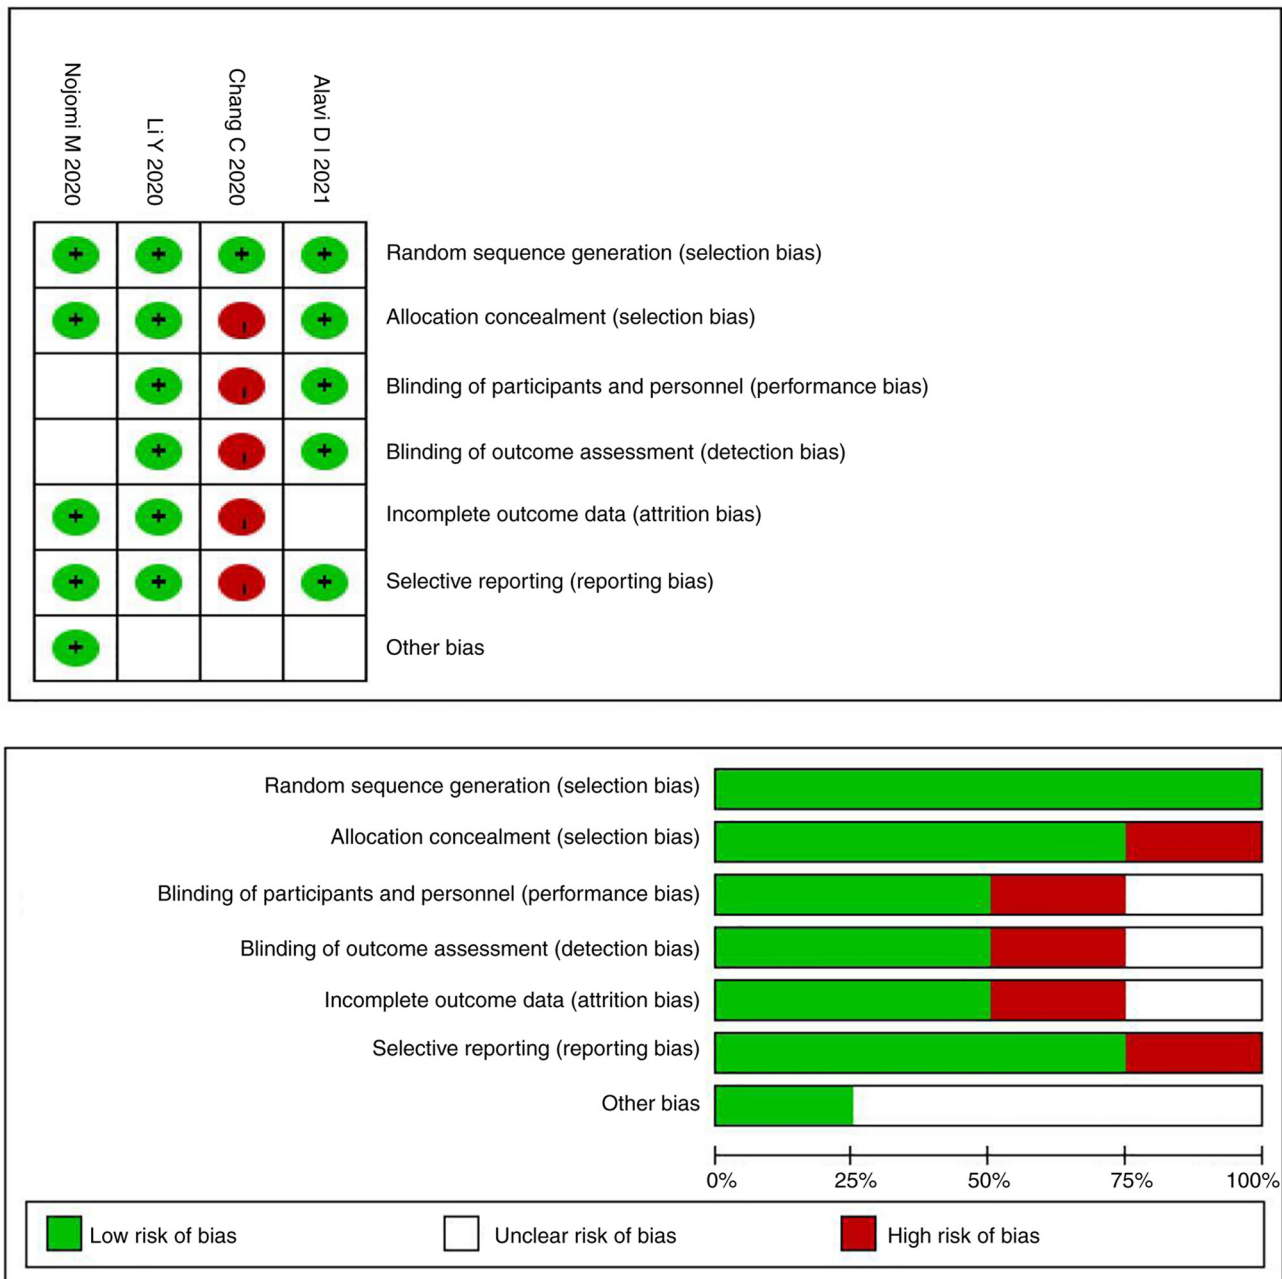 Nojomi M 2020
Li Y 2020
Chang C 2020
Alavi D I 2021
+ + + + Random sequence generation (selection bias)
+ + - + Allocation concealment (selection bias)
+ - + Blinding of participants and personnel (performance bias)
+ - + Blinding of outcome assessment (detection bias)
+ + - Incomplete outcome data (attrition bias)
+ + - + Selective reporting (reporting bias)
+ Other bias
Random sequence generation (selection bias)
Allocation concealment (selection bias)
Blinding of participants and personnel (performance bias)
Blinding of outcome assessment (detection bias)
Incomplete outcome data (attrition bias)
Selective reporting (reporting bias)
Other bias
0% 25% 50% 75% 100%
Low risk of bias Unclear risk of bias High risk of bias